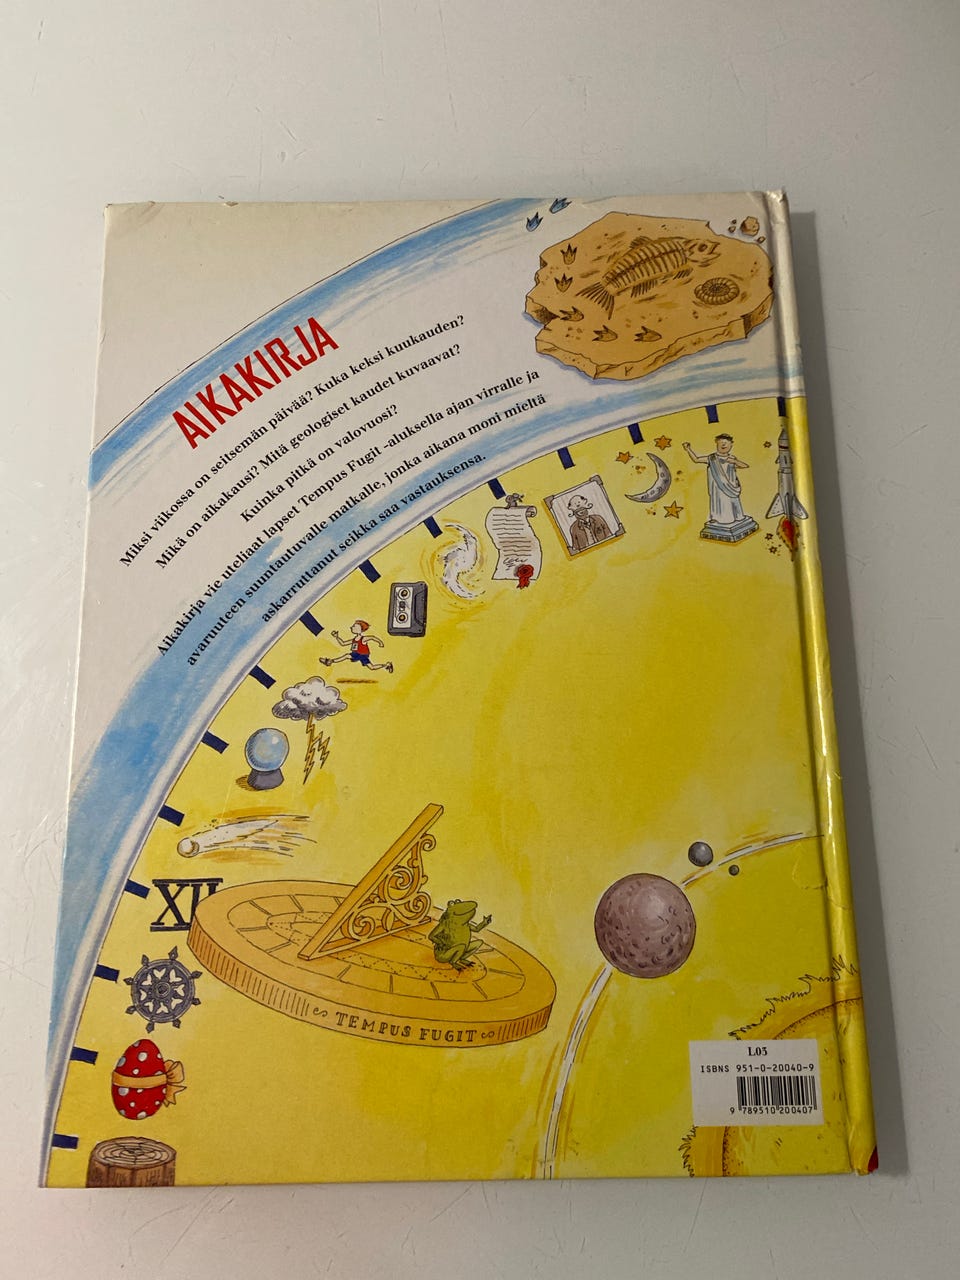 AIKAKIRJA
Miksi viikossa on seitsemän päivää? Kuka keksi kuukauden?
Mikä on aikakausi? Mitä geologiset kaudet kuvaavat?
Kuinka pitkä on valovuosi?
Aikakirja vie uteliaat lapset Tempus Fugit -aluksella ajan virralle ja
avaruuteen suuntautuvalle matkalle, jonka aikana moni mieltä
askarruttanut seikka saa vastauksensa.
XII
TEMPUS FUGIT
L03
ISBNS 951-0-20040-9
9 789510 200407